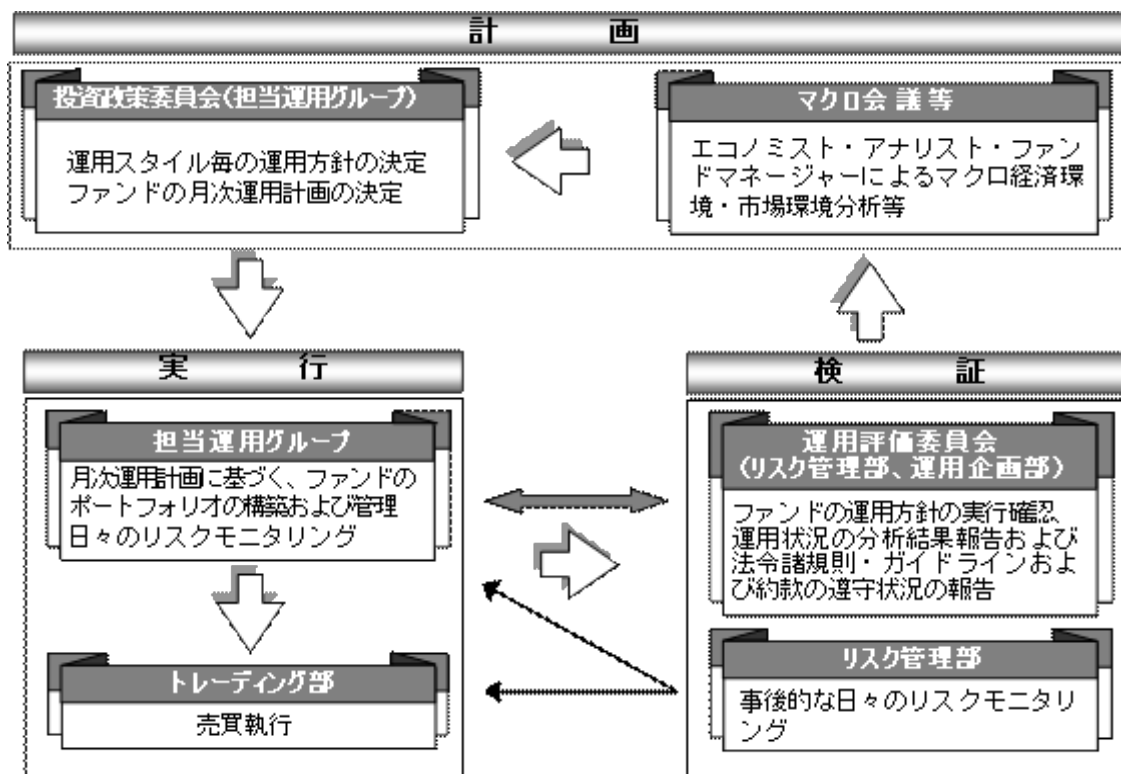 計画
投資政策委員会(担当運用グループ)
運用スタイル毎の運用方針の決定
ファンドの月次運用計画の決定
マクロ会議等
エコノミスト・アナリスト・ファン
ドマネージャーによるマクロ経済環
境・市場環境分析等
実行
担当運用グループ
月次運用計画に基づく、ファンドの
ポートフォリオの構築および管理
日々のリスクモニタリング
トレーディング部
売買執行
検証
運用評価委員会
(リスク管理部、運用企画部)
ファンドの運用方針の実行確認、
運用状況の分析結果報告および
法令諸規則・ガイドラインおよ
び約款の遵守状況の報告
リスク管理部
事後的な日々のリスクモニタリ
ング